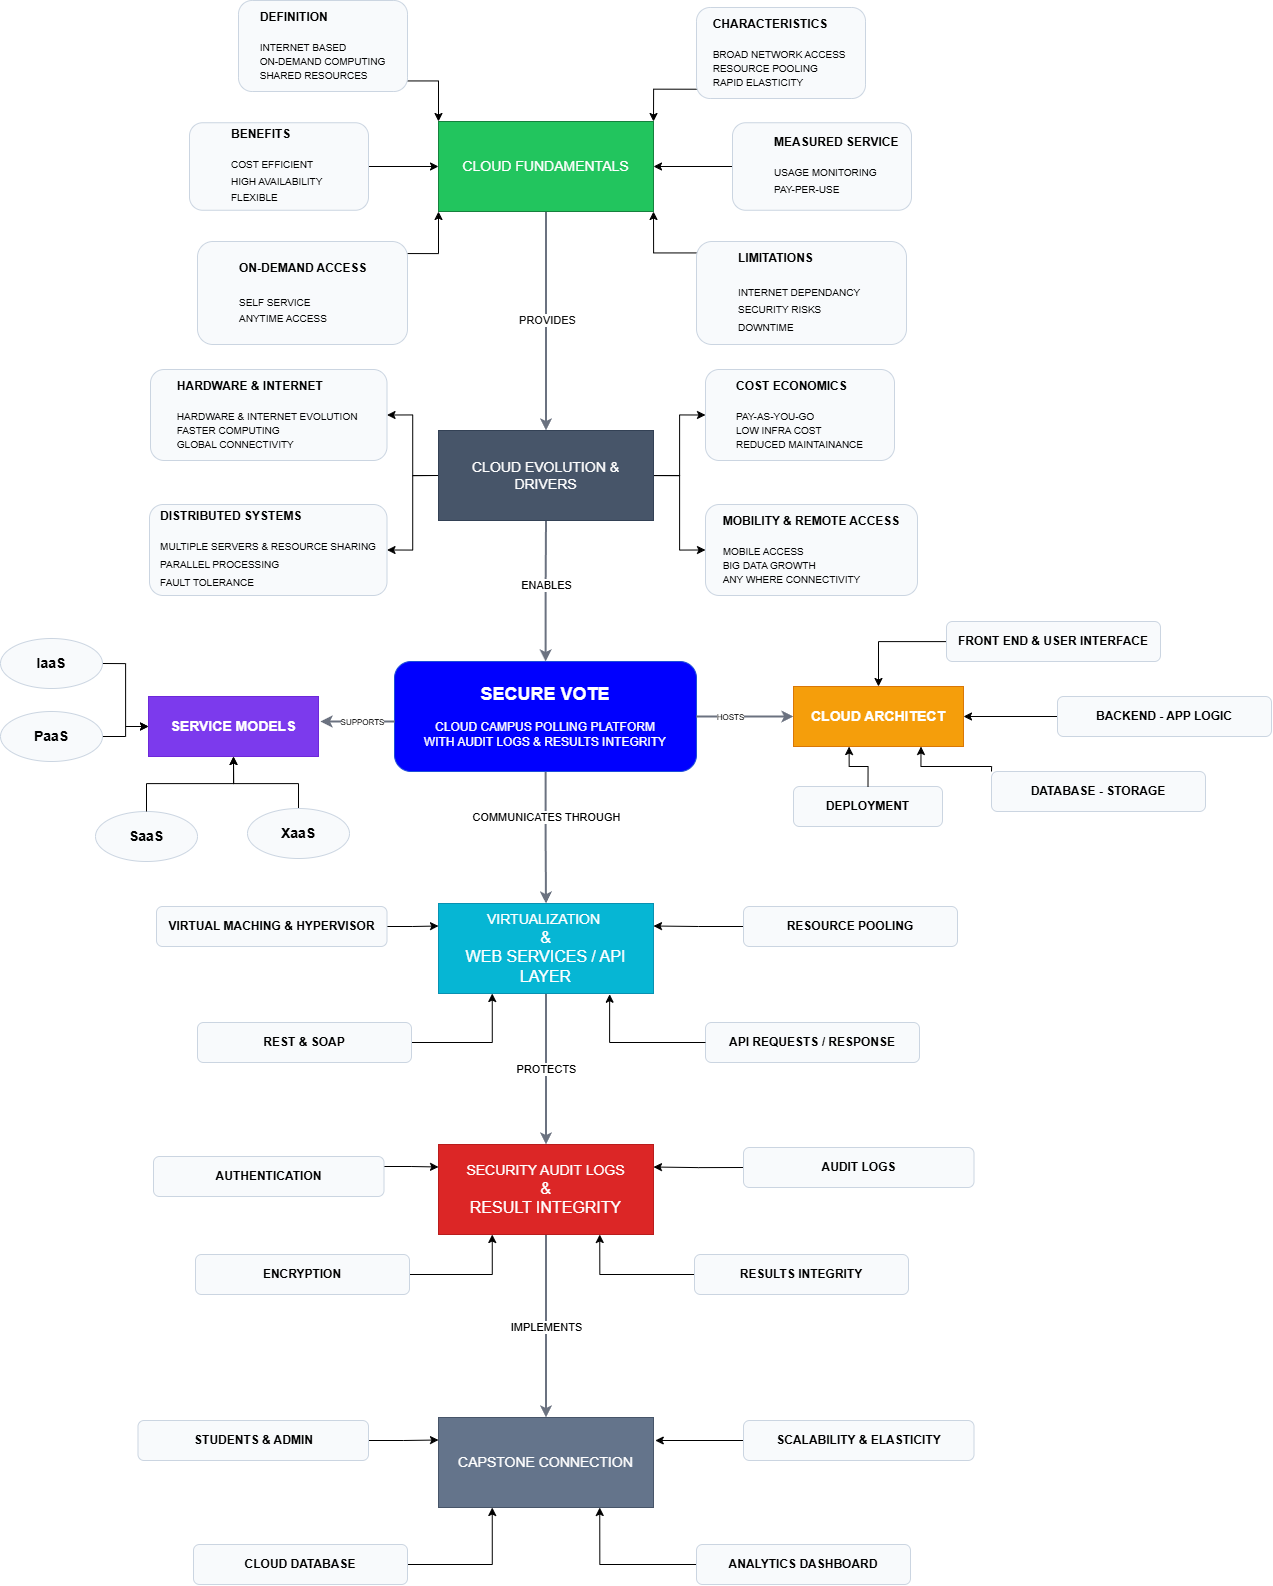 DEFINITION
INTERNET BASED
ON-DEMAND COMPUTING
SHARED RESOURCES
CHARACTERISTICS
BROAD NETWORK ACCESS
RESOURCE POOLING
RAPID ELASTICITY
BENEFITS
COST EFFICIENT
HIGH AVAILABILITY
FLEXIBLE
CLOUD FUNDAMENTALS
MEASURED SERVICE
USAGE MONITORING
PAY-PER-USE
ON-DEMAND ACCESS
SELF SERVICE
ANYTIME ACCESS
LIMITATIONS
INTERNET DEPENDANCY
SECURITY RISKS
DOWNTIME
PROVIDES
HARDWARE & INTERNET
HARDWARE & INTERNET EVOLUTION
FASTER COMPUTING
GLOBAL CONNECTIVITY
COST ECONOMICS
PAY-AS-YOU-GO
LOW INFRA COST
REDUCED MAINTAINANCE
CLOUD EVOLUTION &
DRIVERS
DISTRIBUTED SYSTEMS
MULTIPLE SERVERS & RESOURCE SHARING
PARALLEL PROCESSING
FAULT TOLERANCE
MOBILITY & REMOTE ACCESS
MOBILE ACCESS
BIG DATA GROWTH
ANY WHERE CONNECTIVITY
ENABLES
IaaS
PaaS
SERVICE MODELS
SaaS
XaaS
SUPPORTS
SECURE VOTE
CLOUD CAMPUS POLLING PLATFORM
WITH AUDIT LOGS & RESULTS INTEGRITY
HOSTS
CLOUD ARCHITECT
FRONT END & USER INTERFACE
BACKEND - APP LOGIC
DATABASE - STORAGE
DEPLOYMENT
COMMUNICATES THROUGH
VIRTUAL MACHING & HYPERVISOR
VIRTUALIZATION
&
WEB SERVICES / API
LAYER
RESOURCE POOLING
REST & SOAP
API REQUESTS / RESPONSE
PROTECTS
AUTHENTICATION
SECURITY AUDIT LOGS
&
RESULT INTEGRITY
AUDIT LOGS
ENCRYPTION
RESULTS INTEGRITY
IMPLEMENTS
STUDENTS & ADMIN
CAPSTONE CONNECTION
SCALABILITY & ELASTICITY
CLOUD DATABASE
ANALYTICS DASHBOARD